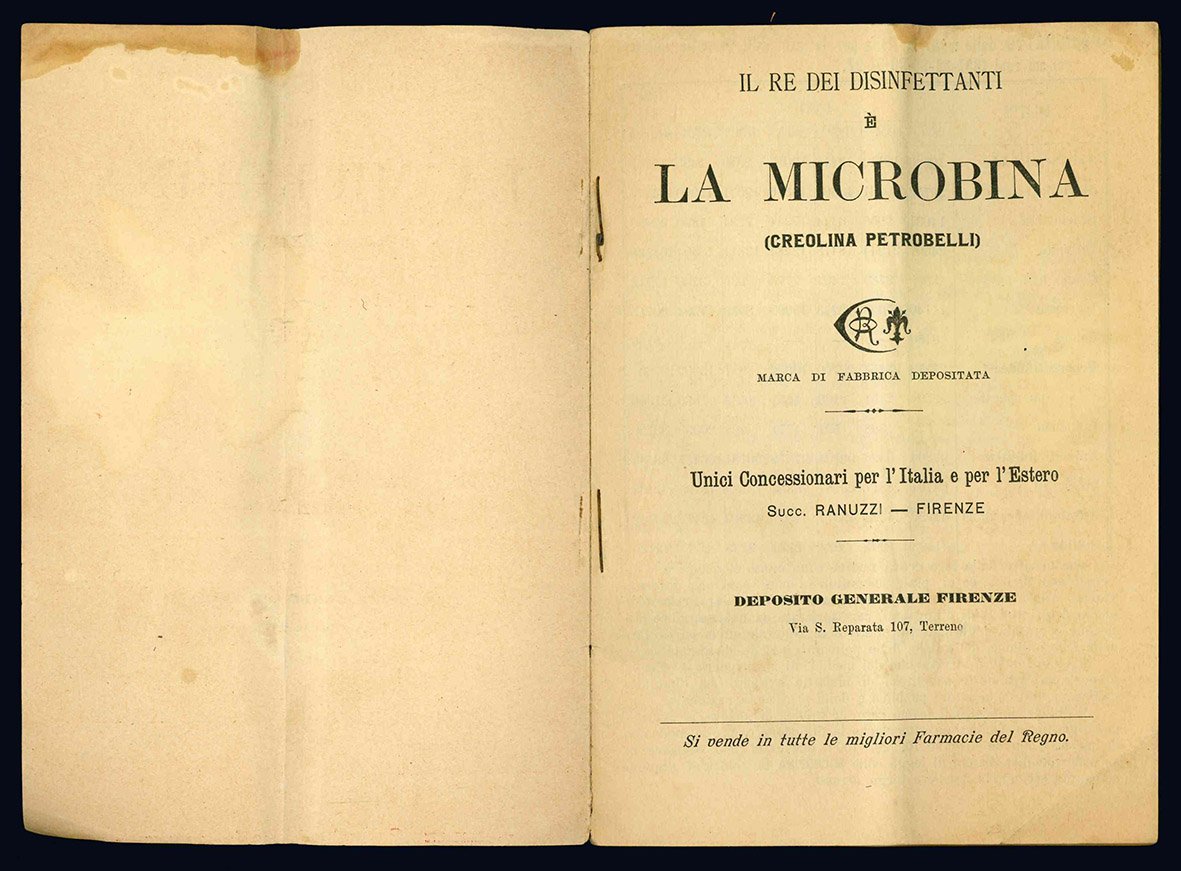 IL RE DEI DISINFETTANTI
È
LA MICROBINA
(CREOLINA PETROBELLI)
MARCA DI FABBRICA DEPOSITATA
Unici Concessionari per l'Italia e per l'Estero
Succ. RANUZZI — FIRENZE
DEPOSITO GENERALE FIRENZE
Via S. Reparata 107, Terreno
Si vende in tutte le migliori Farmacie del Regno.